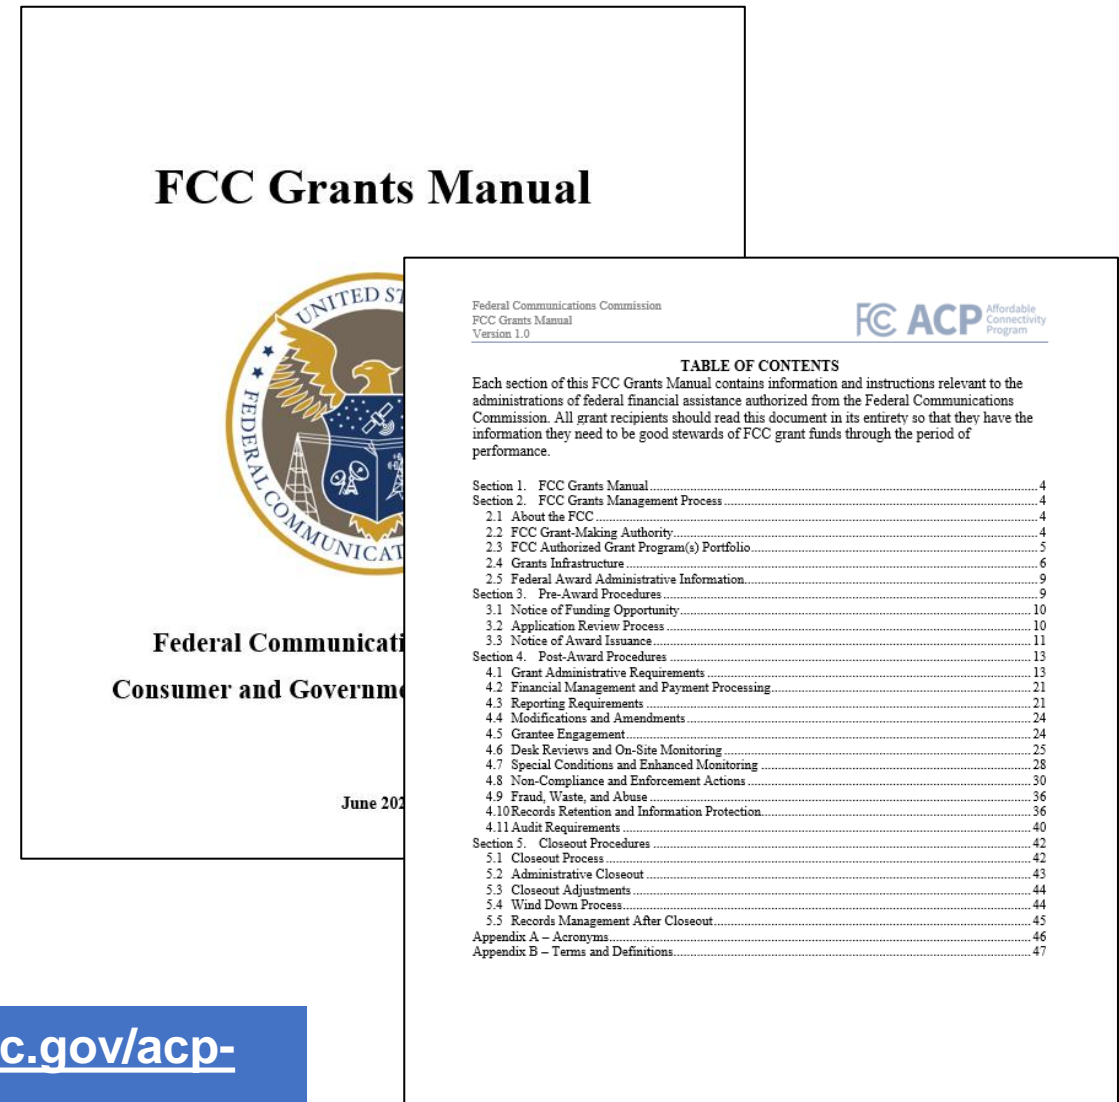 FCC Grants Manual
UNITED ST
FEDERAL COMMUNICAT
Federal Communicati
Consumer and Governme
June 202
Federal Communications Commission
FCC Grants Manual
Version 1.0
FCC ACP Affordable
Connectivity
Program
TABLE OF CONTENTS
Each section of this FCC Grants Manual contains information and instructions relevant to the
administrations of federal financial assistance authorized from the Federal Communications
Commission. All grant recipients should read this document in its entirety so that they have the
information they need to be good stewards of FCC grant funds through the period of
performance.
Section 1. FCC Grants Manual 4
Section 2. FCC Grants Management Process 4
2.1 About the FCC 4
2.2 FCC Grant-Making Authority 4
2.3 FCC Authorized Grant Program(s) Portfolio 5
2.4 Grants Infrastructure 6
2.5 Federal Award Administrative Information 9
Section 3. Pre-Award Procedures 9
3.1 Notice of Funding Opportunity 10
3.2 Application Review Process 10
3.3 Notice of Award Issuance 11
Section 4. Post-Award Procedures 13
4.1 Grant Administrative Requirements 13
4.2 Financial Management and Payment Processing 21
4.3 Reporting Requirements 21
4.4 Modifications and Amendments 24
4.5 Grantee Engagement 24
4.6 Desk Reviews and On-Site Monitoring 25
4.7 Special Conditions and Enhanced Monitoring 28
4.8 Non-Compliance and Enforcement Actions 30
4.9 Fraud, Waste, and Abuse 36
4.10 Records Retention and Information Protection 36
4.11 Audit Requirements 40
Section 5. Closeout Procedures 42
5.1 Closeout Process 42
5.2 Administrative Closeout 43
5.3 Closeout Adjustments 44
5.4 Wind Down Process 44
5.5 Records Management After Closeout 45
Appendix A – Acronyms 46
Appendix B – Terms and Definitions 47
c.gov/acp-